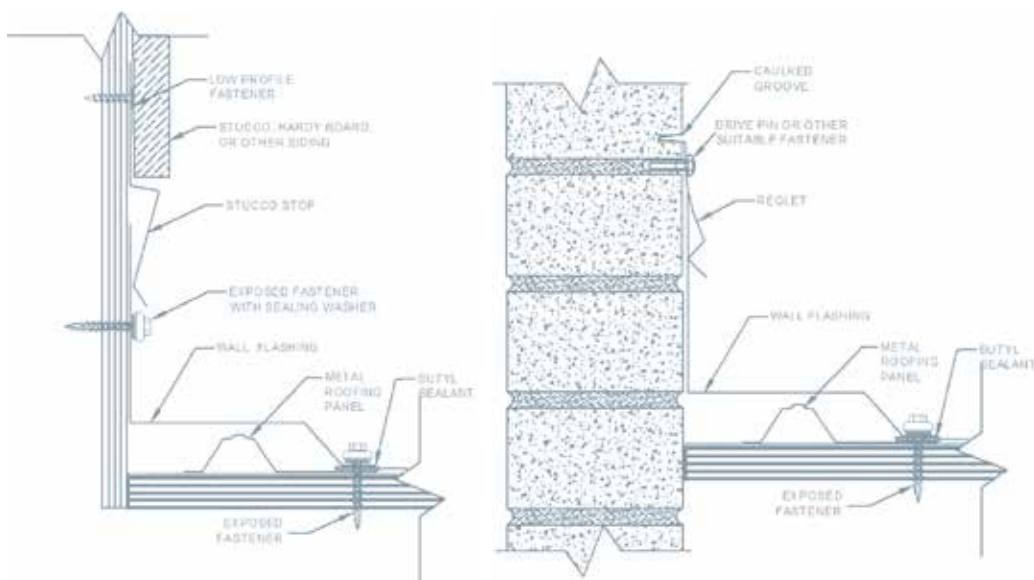 LOW PROFILE
FASTENER
STUCCO, HARDY BOARD,
OR OTHER SIDING
STUCCO STOP
EXPOSED FASTENER
WITH SEALING WASHER
WALL FLASHING
METAL
ROOFING
PANEL
BUTYL
SEALANT
EXPOSED
FASTENER
CAULKED
GROOVE
DRIVE PIN OR OTHER
SUITABLE FASTENER
REGLET
WALL FLASHING
METAL
ROOFING
PANEL
BUTYL
SEALANT
EXPOSED
FASTENER